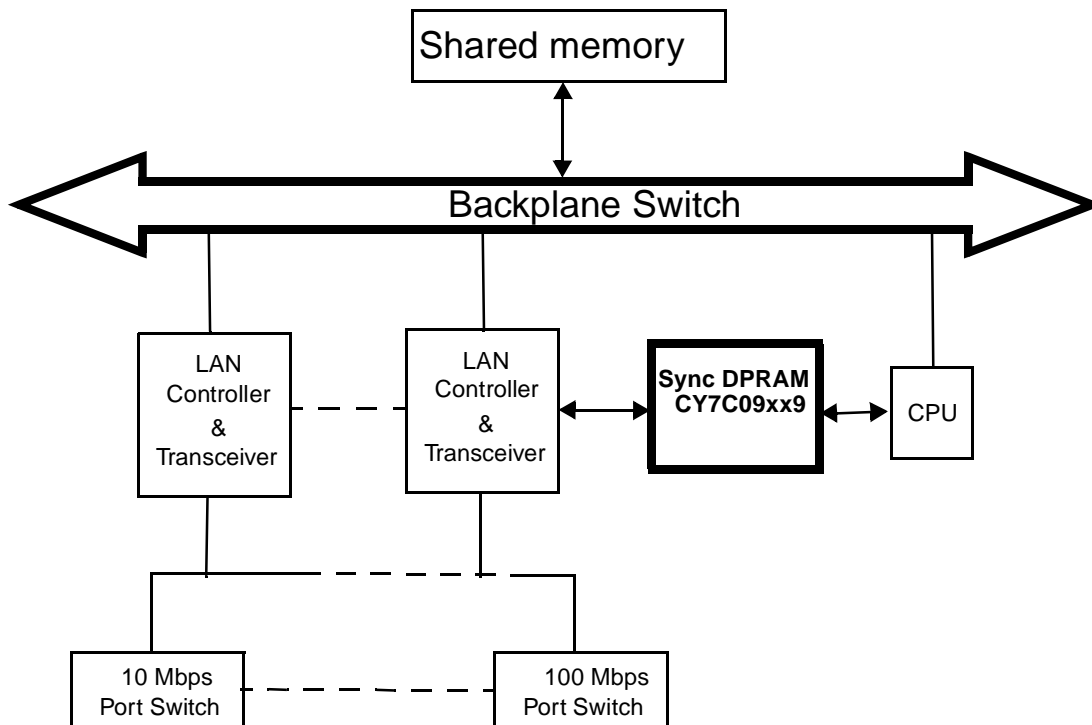 Shared memory
Backplane Switch
LAN
Controller
&
Transceiver
LAN
Controller
&
Transceiver
Sync DPRAM
CY7C09xx9
CPU
10 Mbps
Port Switch
100 Mbps
Port Switch